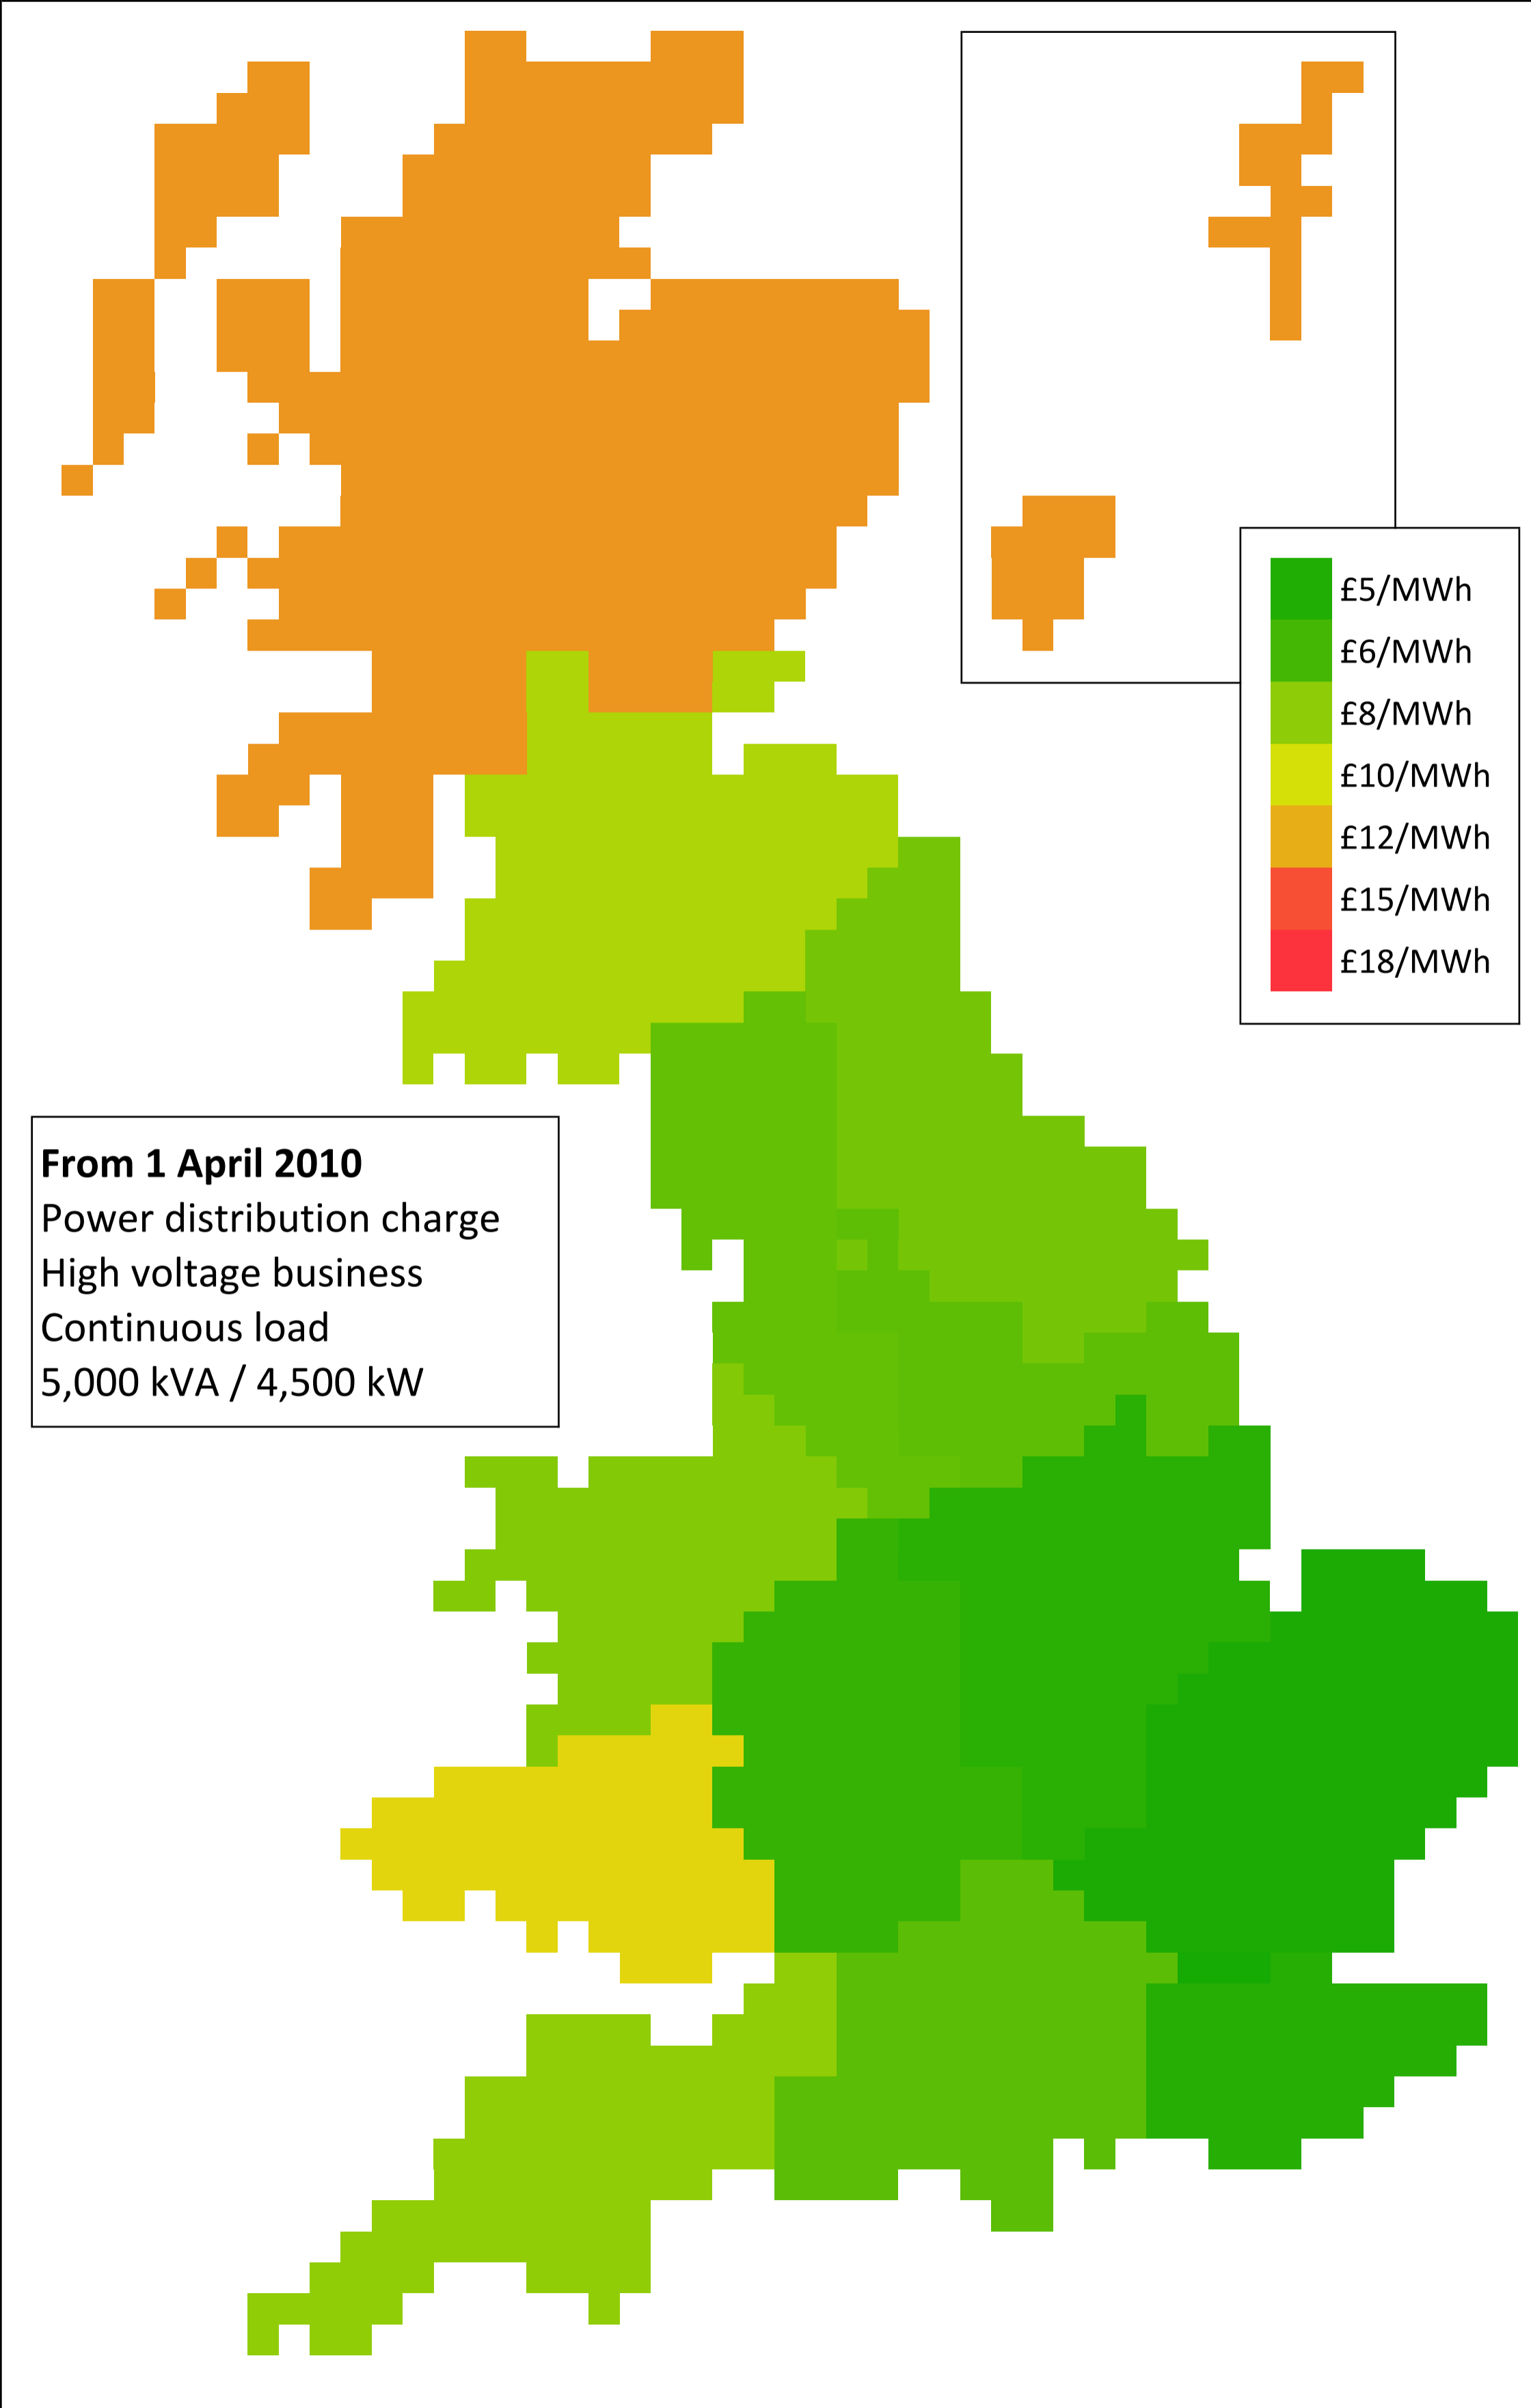 £5/MWh
£6/MWh
£8/MWh
£10/MWh
£12/MWh
£15/MWh
£18/MWh
From 1 April 2010
Power distribution charge
High voltage business
Continuous load
5,000 kVA / 4,500 kW